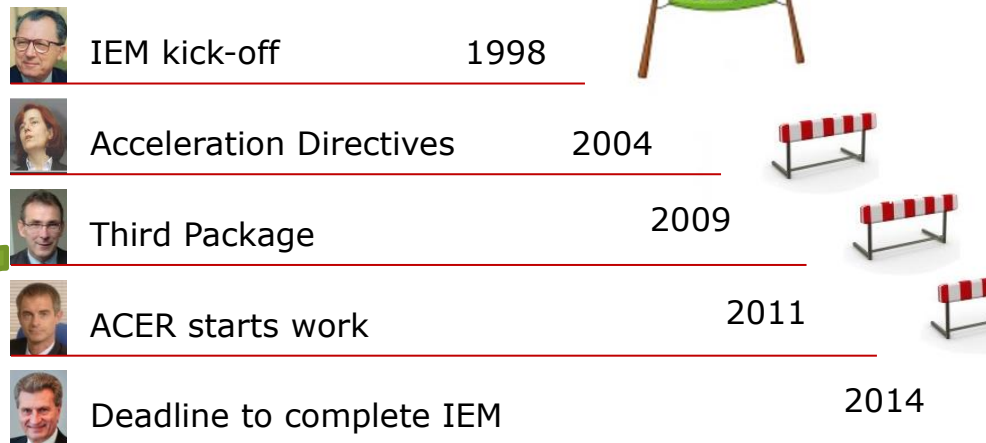 IEM kick-off 1998
Acceleration Directives 2004
Third Package 2009
ACER starts work 2011
Deadline to complete IEM 2014